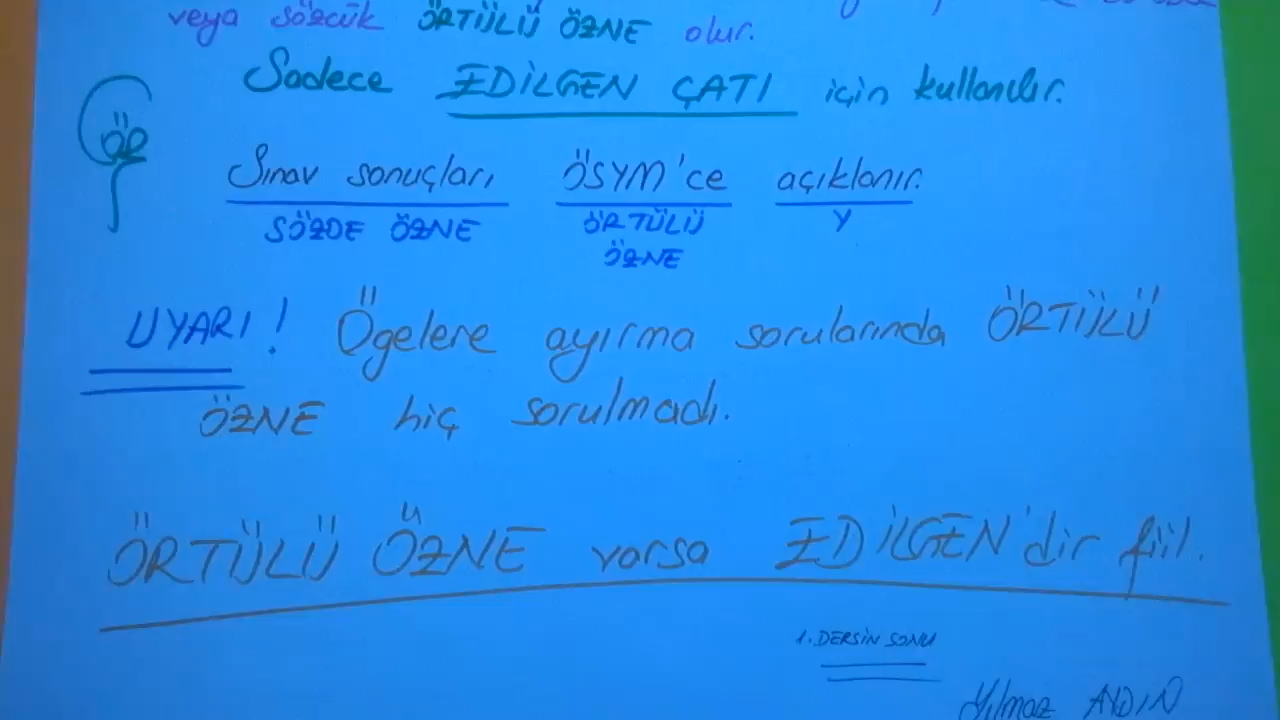 veya sözcük ÖRTÜLÜ ÖZNE olur.
Sadece EDİLGEN ÇATI için kullanılır.
ÖR
Sınav sonuçları ÖSYM'ce açıklanır.
SÖZDE ÖZNE ÖRTÜLÜ ÖZNE Y
UYARI! Ögelere ayırma sorularında ÖRTÜLÜ
ÖZNE hiç sorulmadı.
ÖRTÜLÜ ÖZNE varsa EDİLGEN'dir fiil.
1. DERSİN SONU
Yılmaz AYDIN